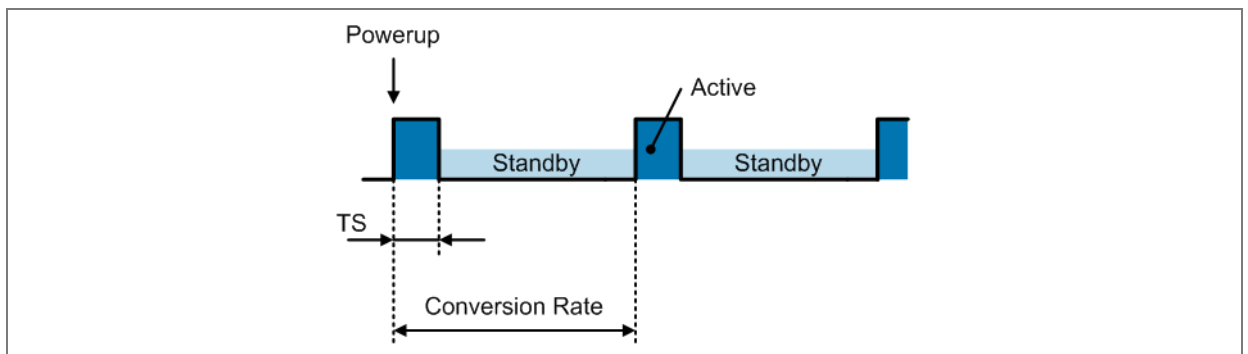 Powerup
Active
Standby
Standby
TS
Conversion Rate